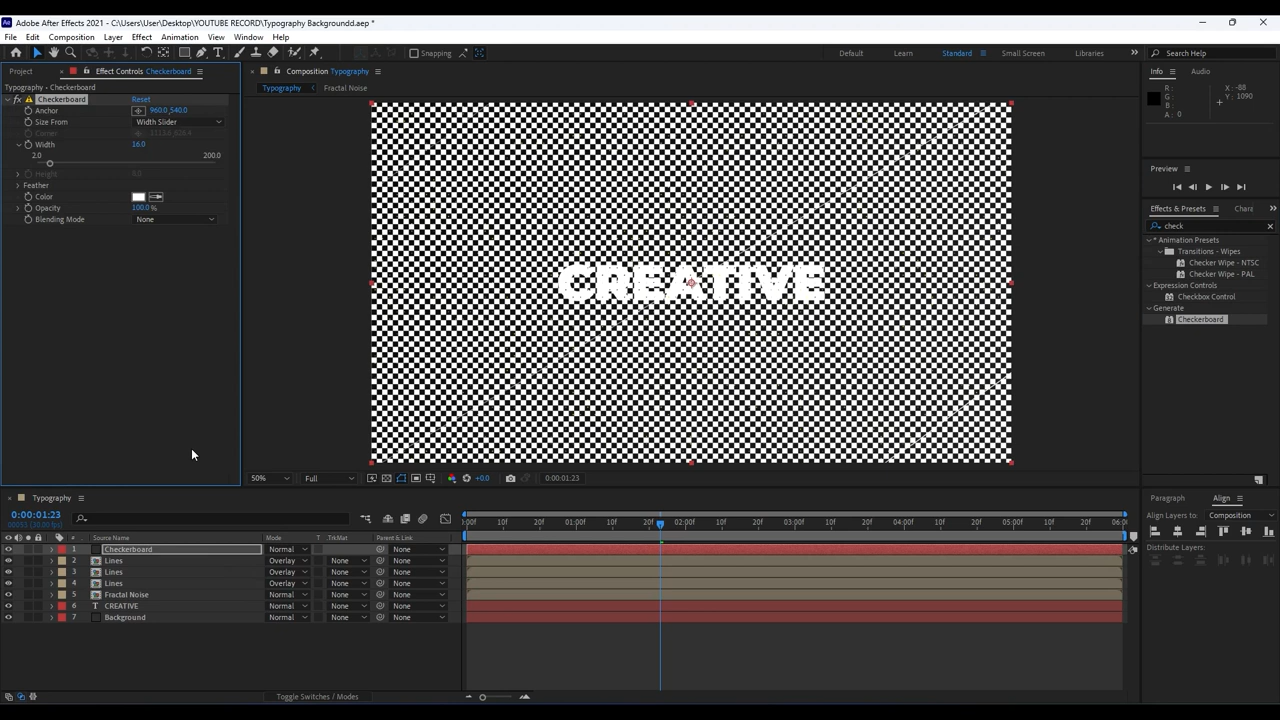 Adobe After Effects 2021 - C:\Users\User\Desktop\YOUTUBE RECORD\Typography Backgroundd.aep *
File Edit Composition Layer Effect Animation View Window Help
Snapping Default Learn Standard Small Screen Libraries Search Help
Project Effect Controls Checkerboard
Typography • Checkerboard
fx Checkerboard Reset
Anchor 960.0,540.0
Size From Width Slider
Corner
Width 16.0
2.0 200.0
Height 8.0
Feather
Color
Opacity 100.0 %
Blending Mode None
Composition Typography
Typography Fractal Noise
CREATIVE
50% Full +0.0 0:00:01:23
Info Audio
R: X: -88
G: Y: 1090
B:
A: 0
Preview
Effects & Presets Chara
check
* Animation Presets
Transitions - Wipes
Checker Wipe - NTSC
Checker Wipe - PAL
Expression Controls
Checkbox Control
Generate
Checkerboard
Paragraph Align
Align Layers to: Composition
Distribute Layers:
Typography
0:00:01:23
00053 (30.00 fps)
:00f 10f 20f 01:00f 10f 20f 02:00f 10f 20f 03:00f 10f 20f 04:00f 10f 20f 05:00f 10f 20f 06:0
# Source Name Mode T .TrkMat Parent & Link
1 Checkerboard Normal None
2 Lines Overlay None None
3 Lines Overlay None None
4 Lines Overlay None None
5 Fractal Noise Normal None None
6 T CREATIVE Normal None None
7 Background Normal None None
Toggle Switches / Modes